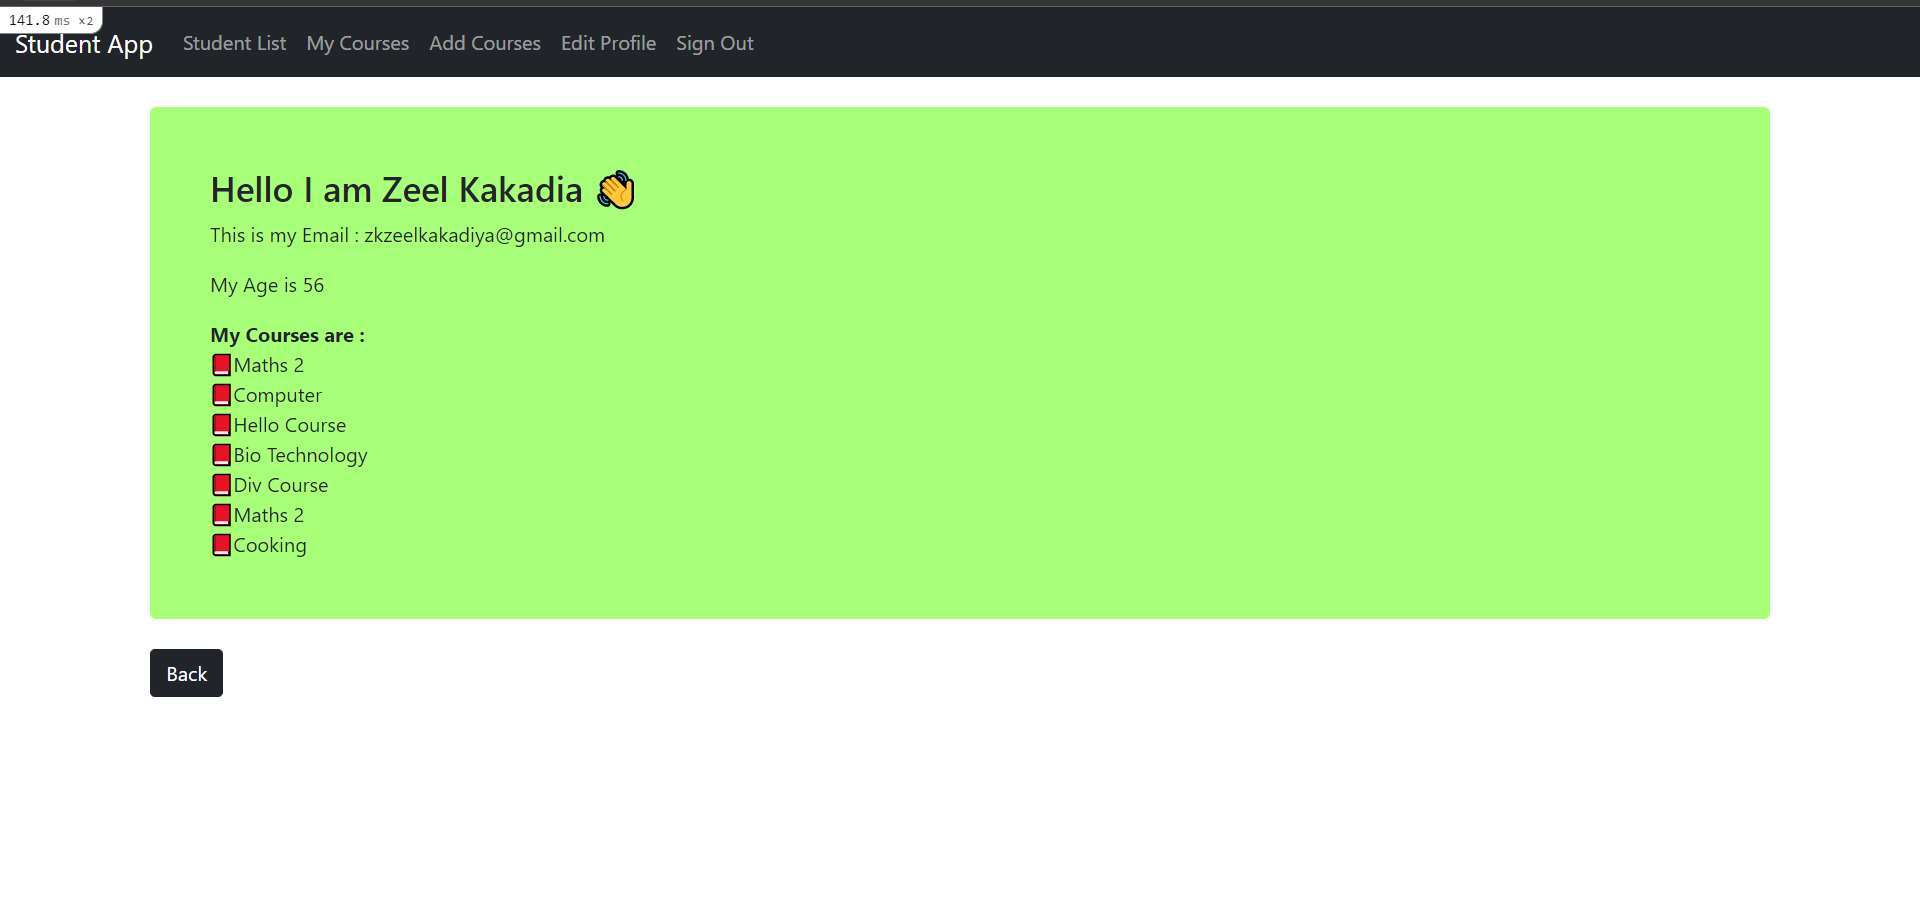 141.8 ms ×2
Student App Student List My Courses Add Courses Edit Profile Sign Out
Hello I am Zeel Kakadia 👋
This is my Email : zkzeelkakadiya@gmail.com
My Age is 56
My Courses are :
📕Maths 2
📕Computer
📕Hello Course
📕Bio Technology
📕Div Course
📕Maths 2
📕Cooking
Back